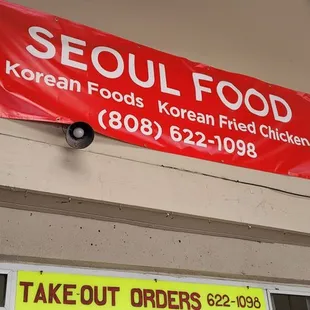 SEOUL FOOD
Korean Foods Korean Fried Chicken
(808) 622-1098
TAKE-OUT ORDERS 622-1098